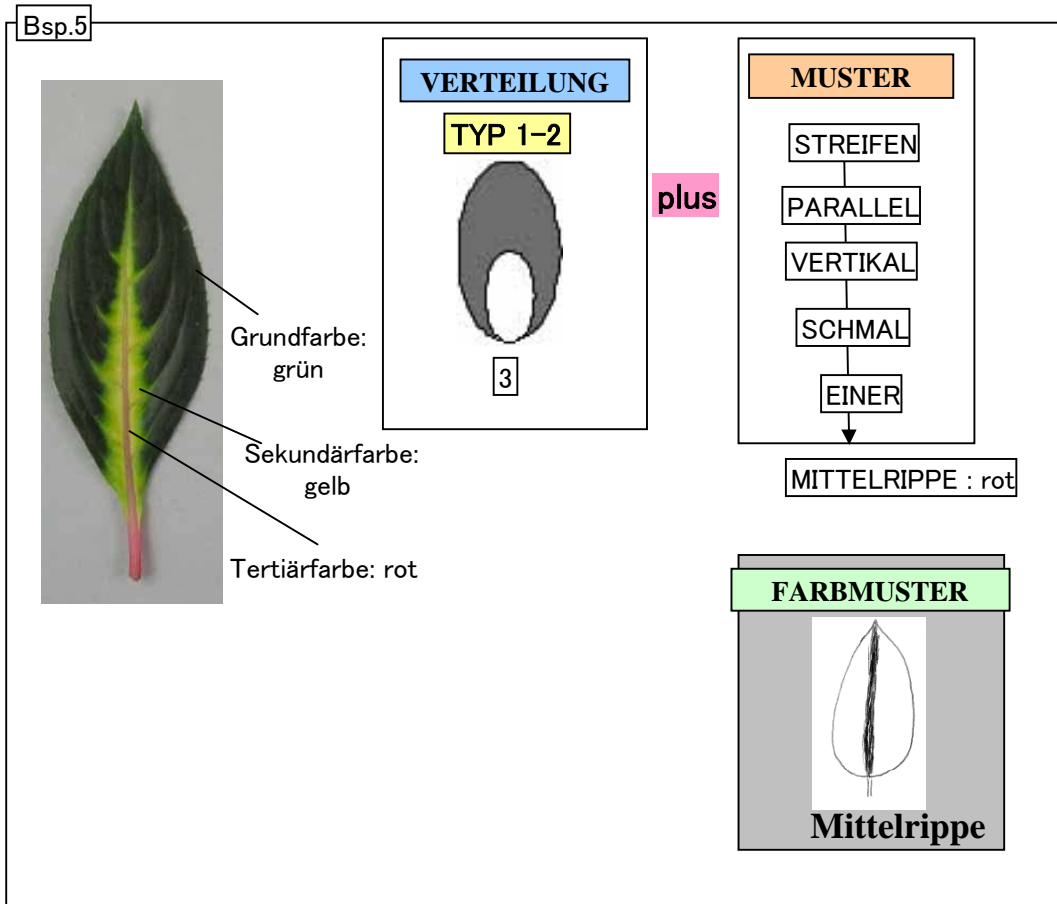 Bsp.5
VERTEILUNG
TYP 1-2
3
plus
MUSTER
STREIFEN
PARALLEL
VERTIKAL
SCHMAL
EINER
MITTELRIPPE : rot
Grundfarbe:
grün
Sekundärfarbe:
gelb
Tertiärfarbe: rot
FARBMUSTER
Mittelrippe